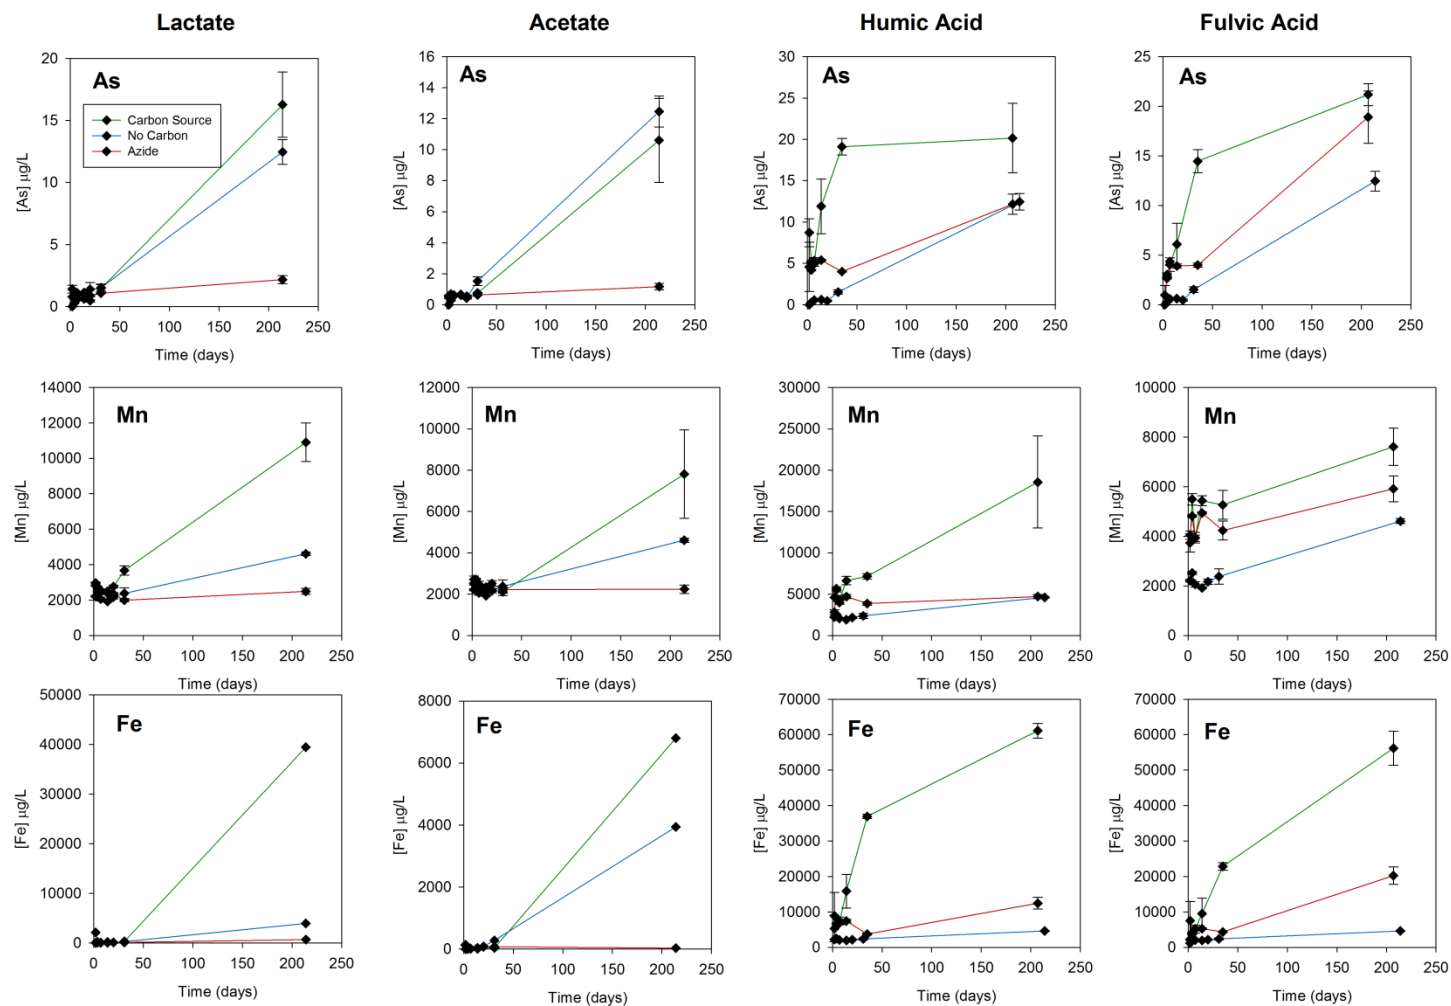 Lactate Acetate Humic Acid Fulvic Acid
As
[As] µg/L
20
15
10
5
0
Carbon Source
No Carbon
Azide
0 50 100 150 200 250
Time (days)
As
[As] µg/L
16
14
12
10
8
6
4
2
0
0 50 100 150 200 250
Time (days)
As
[As] µg/L
30
25
20
15
10
5
0
0 50 100 150 200 250
Time (days)
As
[As] µg/L
25
20
15
10
5
0
0 50 100 150 200 250
Time (days)
Mn
[Mn] µg/L
14000
12000
10000
8000
6000
4000
2000
0
0 50 100 150 200 250
Time (days)
Mn
[Mn] µg/L
12000
10000
8000
6000
4000
2000
0
0 50 100 150 200 250
Time (days)
Mn
[Mn] µg/L
30000
25000
20000
15000
10000
5000
0
0 50 100 150 200 250
Time (days)
Mn
[Mn] µg/L
10000
8000
6000
4000
2000
0
0 50 100 150 200 250
Time (days)
Fe
[Fe] µg/L
50000
40000
30000
20000
10000
0
0 50 100 150 200 250
Time (days)
Fe
[Fe] µg/L
8000
6000
4000
2000
0
0 50 100 150 200 250
Time (days)
Fe
[Fe] µg/L
70000
60000
50000
40000
30000
20000
10000
0
0 50 100 150 200 250
Time (days)
Fe
[Fe] µg/L
70000
60000
50000
40000
30000
20000
10000
0
0 50 100 150 200 250
Time (days)